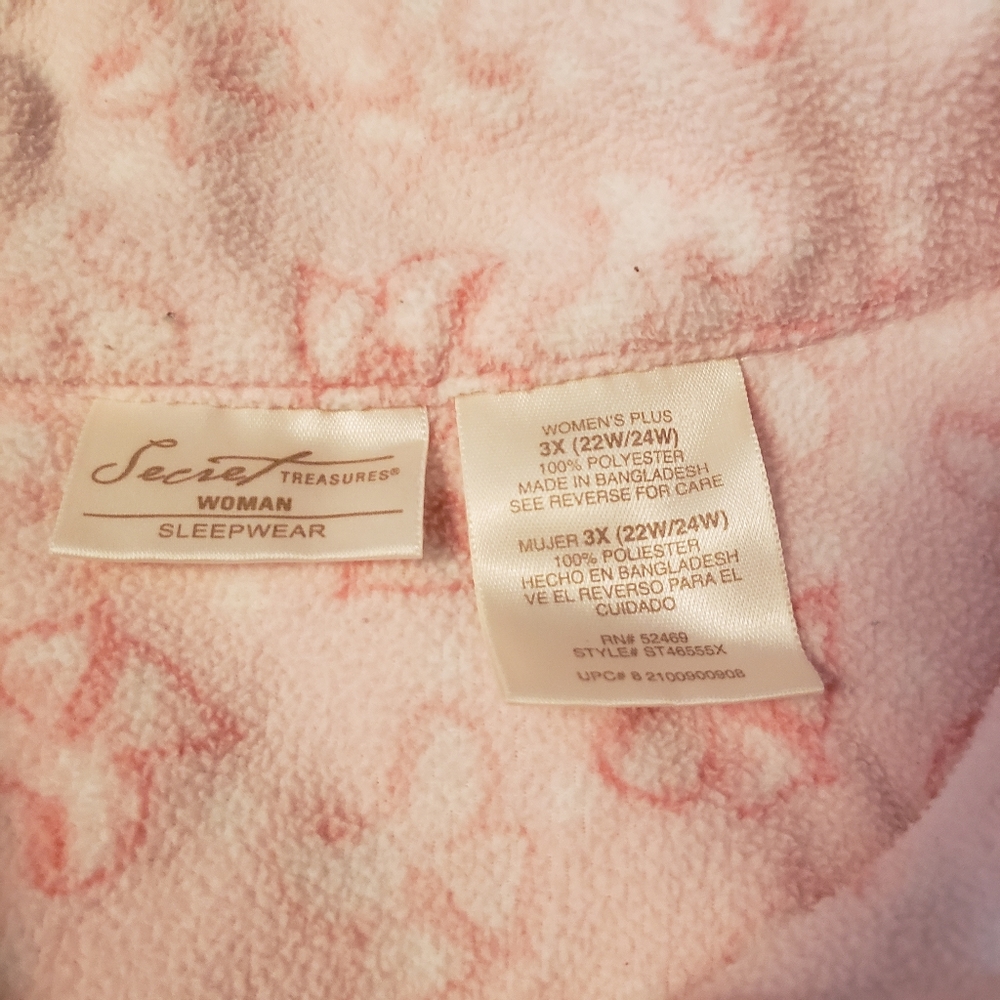 Secret TREASURES®
WOMAN
SLEEPWEAR
WOMEN'S PLUS
3X (22W/24W)
100% POLYESTER
MADE IN BANGLADESH
SEE REVERSE FOR CARE
MUJER 3X (22W/24W)
100% POLIESTER
HECHO EN BANGLADESH
VE EL REVERSO PARA EL
CUIDADO
RN# 52469
STYLE# ST46555X
UPC# 8 2100900908